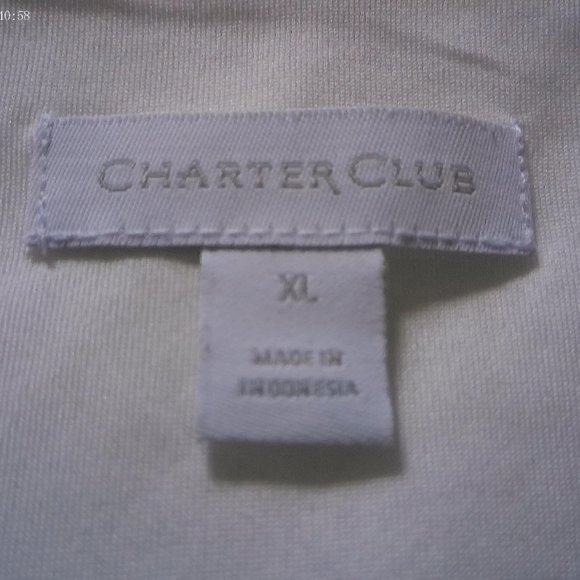 10:58
CHARTER CLUB
XL
MADE IN
INDONESIA